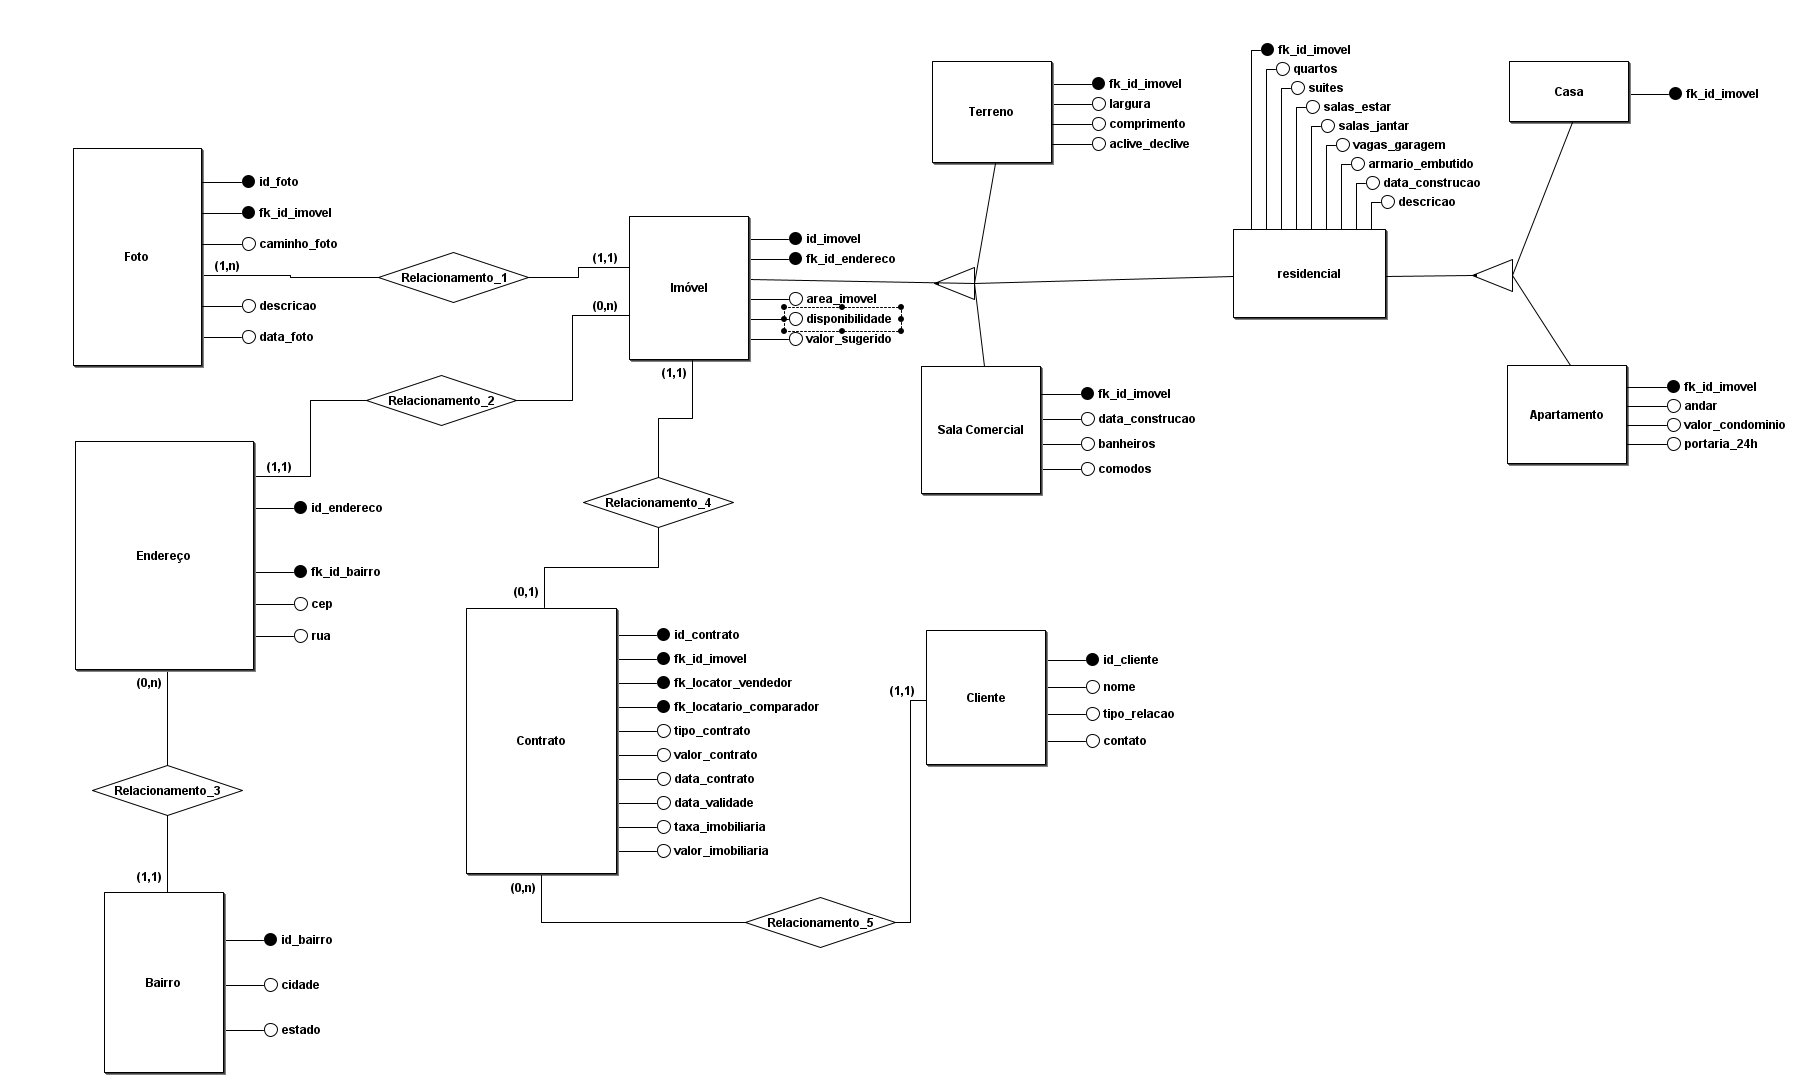 Foto
id_foto
fk_id_imovel
caminho_foto
(1,n)
descricao
data_foto
Relacionamento_1
(1,1)
(0,n)
Imóvel
id_imovel
fk_id_endereco
area_imovel
disponibilidade
valor_sugerido
(1,1)
Relacionamento_2
(1,1)
Endereço
id_endereco
fk_id_bairro
cep
rua
(0,n)
Relacionamento_3
(1,1)
Bairro
id_bairro
cidade
estado
Relacionamento_4
(0,1)
Contrato
id_contrato
fk_id_imovel
fk_locator_vendedor
fk_locatario_comparador
tipo_contrato
valor_contrato
data_contrato
data_validade
taxa_imobiliaria
valor_imobiliaria
(0,n)
Relacionamento_5
(1,1)
Cliente
id_cliente
nome
tipo_relacao
contato
Terreno
fk_id_imovel
largura
comprimento
aclive_declive
Sala Comercial
fk_id_imovel
data_construcao
banheiros
comodos
fk_id_imovel
quartos
suites
salas_estar
salas_jantar
vagas_garagem
armario_embutido
data_construcao
descricao
residencial
Casa
fk_id_imovel
Apartamento
fk_id_imovel
andar
valor_condominio
portaria_24h